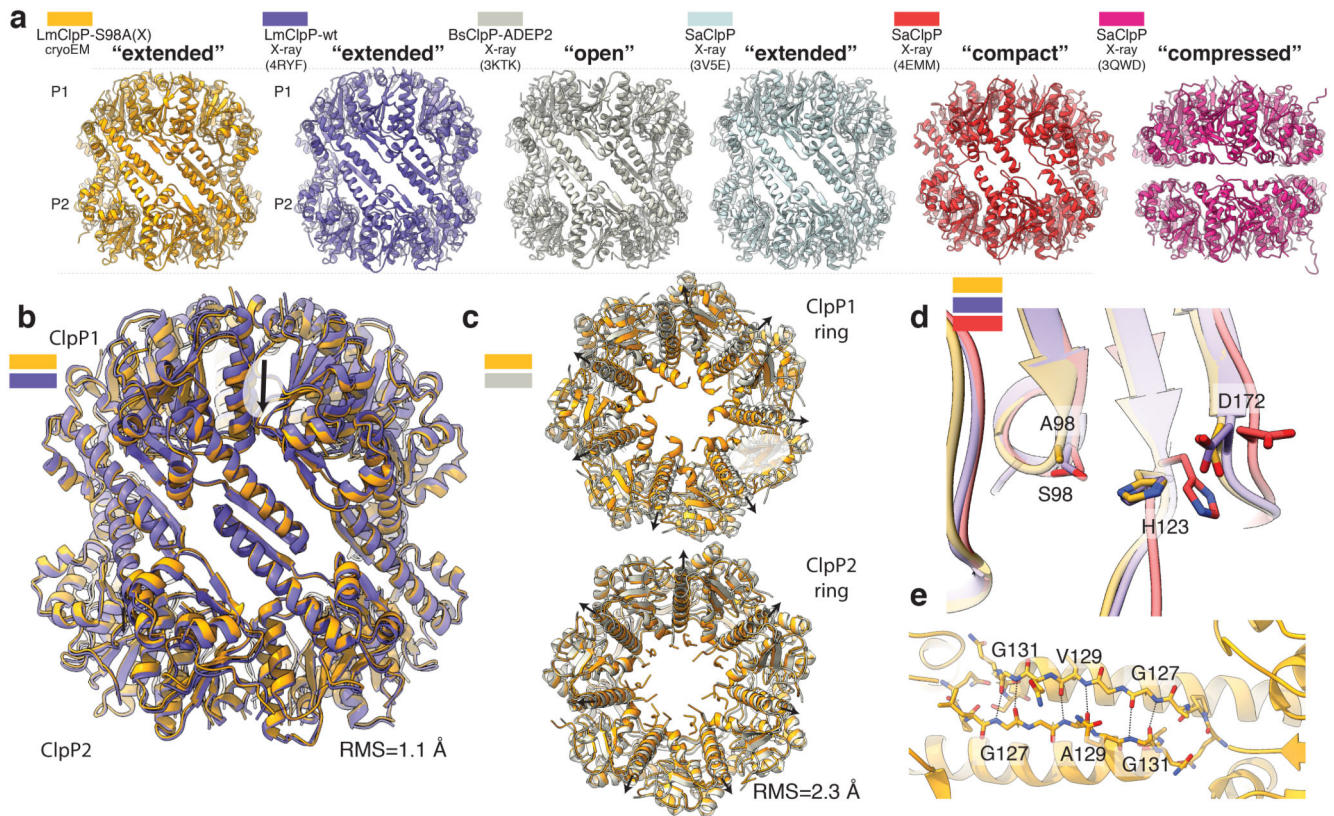 a
LmClpP-S98A(X)
cryoEM
"extended"
LmClpP-wt
X-ray
(4RYF)
"extended"
BsClpP-ADEP2
X-ray
(3KTK)
"open"
SaClpP
X-ray
(3V5E)
"extended"
SaClpP
X-ray
(4EMM)
"compact"
SaClpP
X-ray
(3QWD)
"compressed"
P1
P1
P2
P2
b
ClpP1
ClpP2
RMS=1.1 Å
c
ClpP1
ring
ClpP2
ring
RMS=2.3 Å
d
D172
A98
S98
H123
e
G131
V129
G127
G127
A129
G131